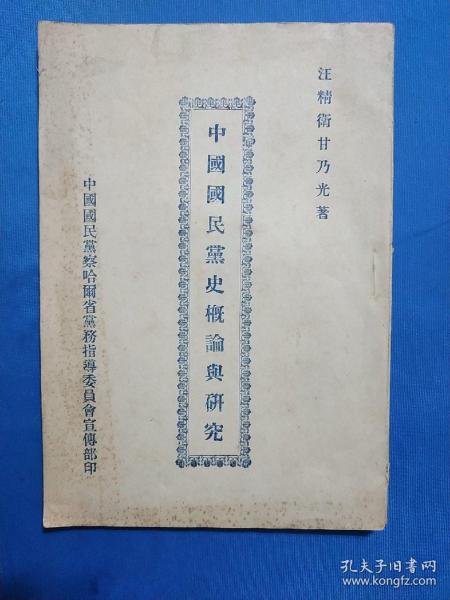 汪精衛甘乃光著
中國國民黨史概論與研究
中國國民黨察哈爾省黨務指導委員會宣傳部印
孔夫子旧书网
www.kongfz.com